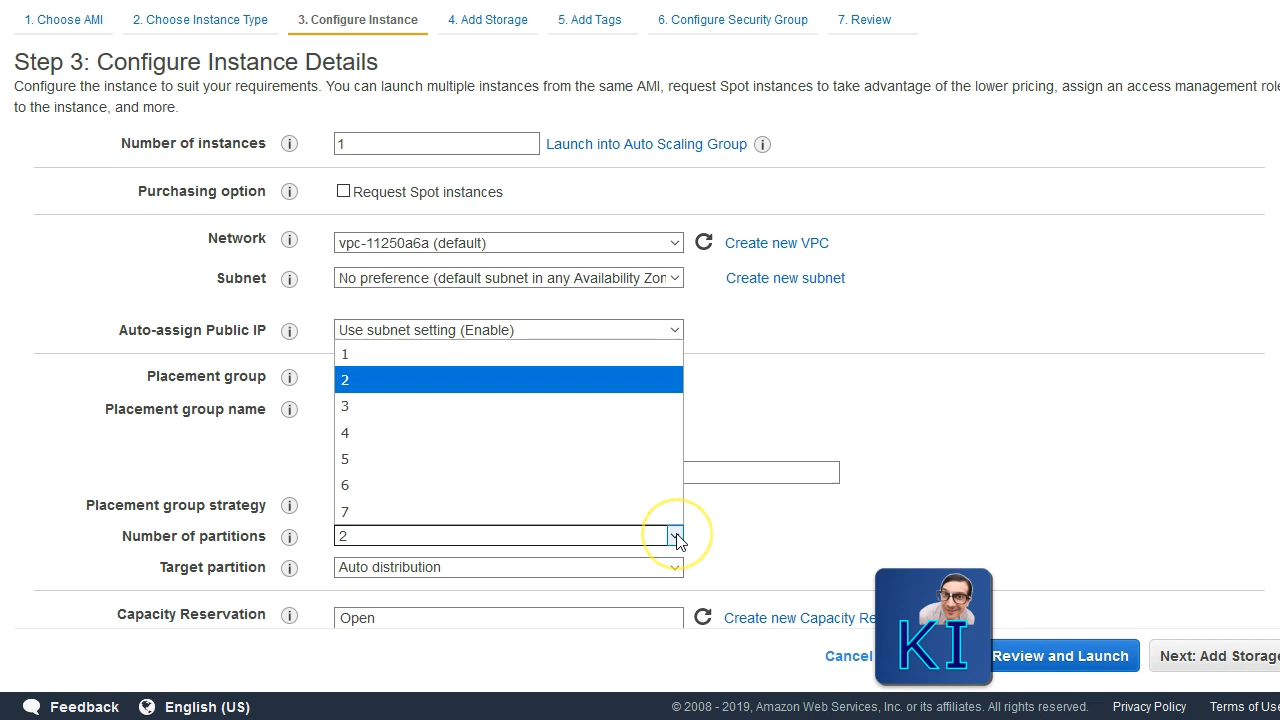 1. Choose AMI 2. Choose Instance Type 3. Configure Instance 4. Add Storage 5. Add Tags 6. Configure Security Group 7. Review
Step 3: Configure Instance Details
Configure the instance to suit your requirements. You can launch multiple instances from the same AMI, request Spot instances to take advantage of the lower pricing, assign an access management
to the instance, and more.
Number of instances i 1 Launch into Auto Scaling Group i
Purchasing option i Request Spot instances
Network i vpc-11250a6a (default) Create new VPC
Subnet i No preference (default subnet in any Availability Zon Create new subnet
Auto-assign Public IP i Use subnet setting (Enable)
1
Placement group i
2
3
Placement group name i
4
5
6
7
Placement group strategy i
Number of partitions i 2
Target partition i Auto distribution
Capacity Reservation i Open Create new Capacity Re
KI
Cancel Review and Launch Next: Add Storage
Feedback English (US) © 2008 - 2019, Amazon Web Services, Inc. or its affiliates. All rights reserved. Privacy Policy Terms of